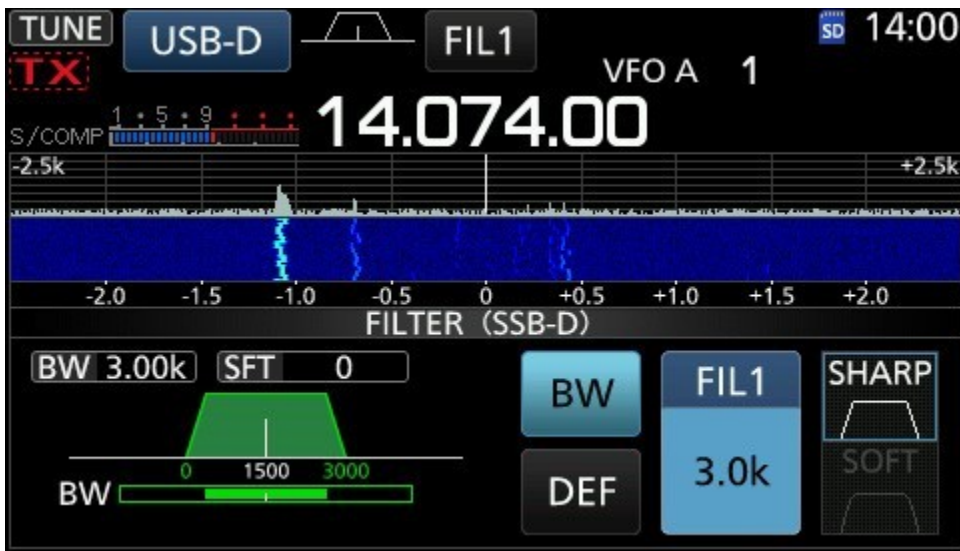 TUNE USB-D FIL1 SD 14:00
TX VFO A 1
1 5 9
S/COMP 14.074.00
-2.5k +2.5k
-2.0 -1.5 -1.0 -0.5 0 +0.5 +1.0 +1.5 +2.0
FILTER (SSB-D)
BW 3.00k SFT 0 BW FIL1 SHARP
0 1500 3000 3.0k SOFT
BW DEF